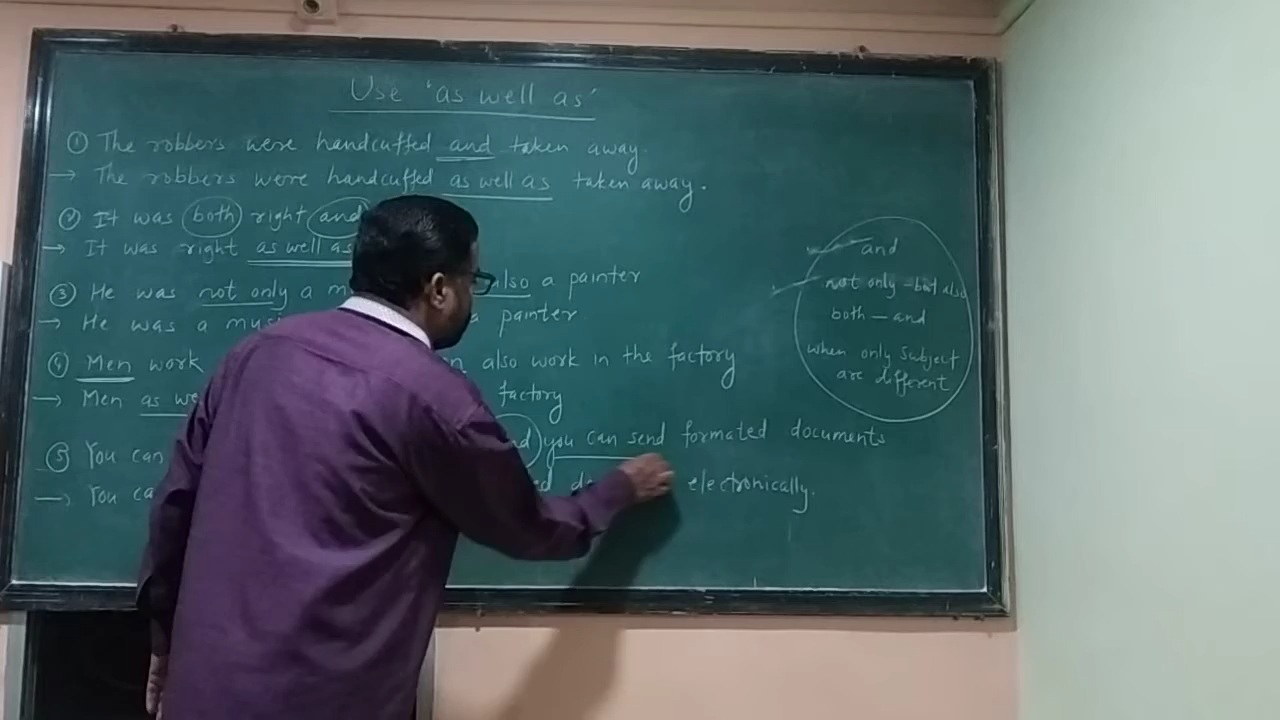 Use 'as well as'
① The robbers were handcuffed and taken away.
→ The robbers were handcuffed as well as taken away.
② It was both right and
→ It was right as well as
③ He was not only a also a painter
→ He was a a painter
④ Men work also work in the factory
→ Men as factory
⑤ You can and you can send formated documents
→ You electronically.
and
not only - but also
both — and
when only subject
are different